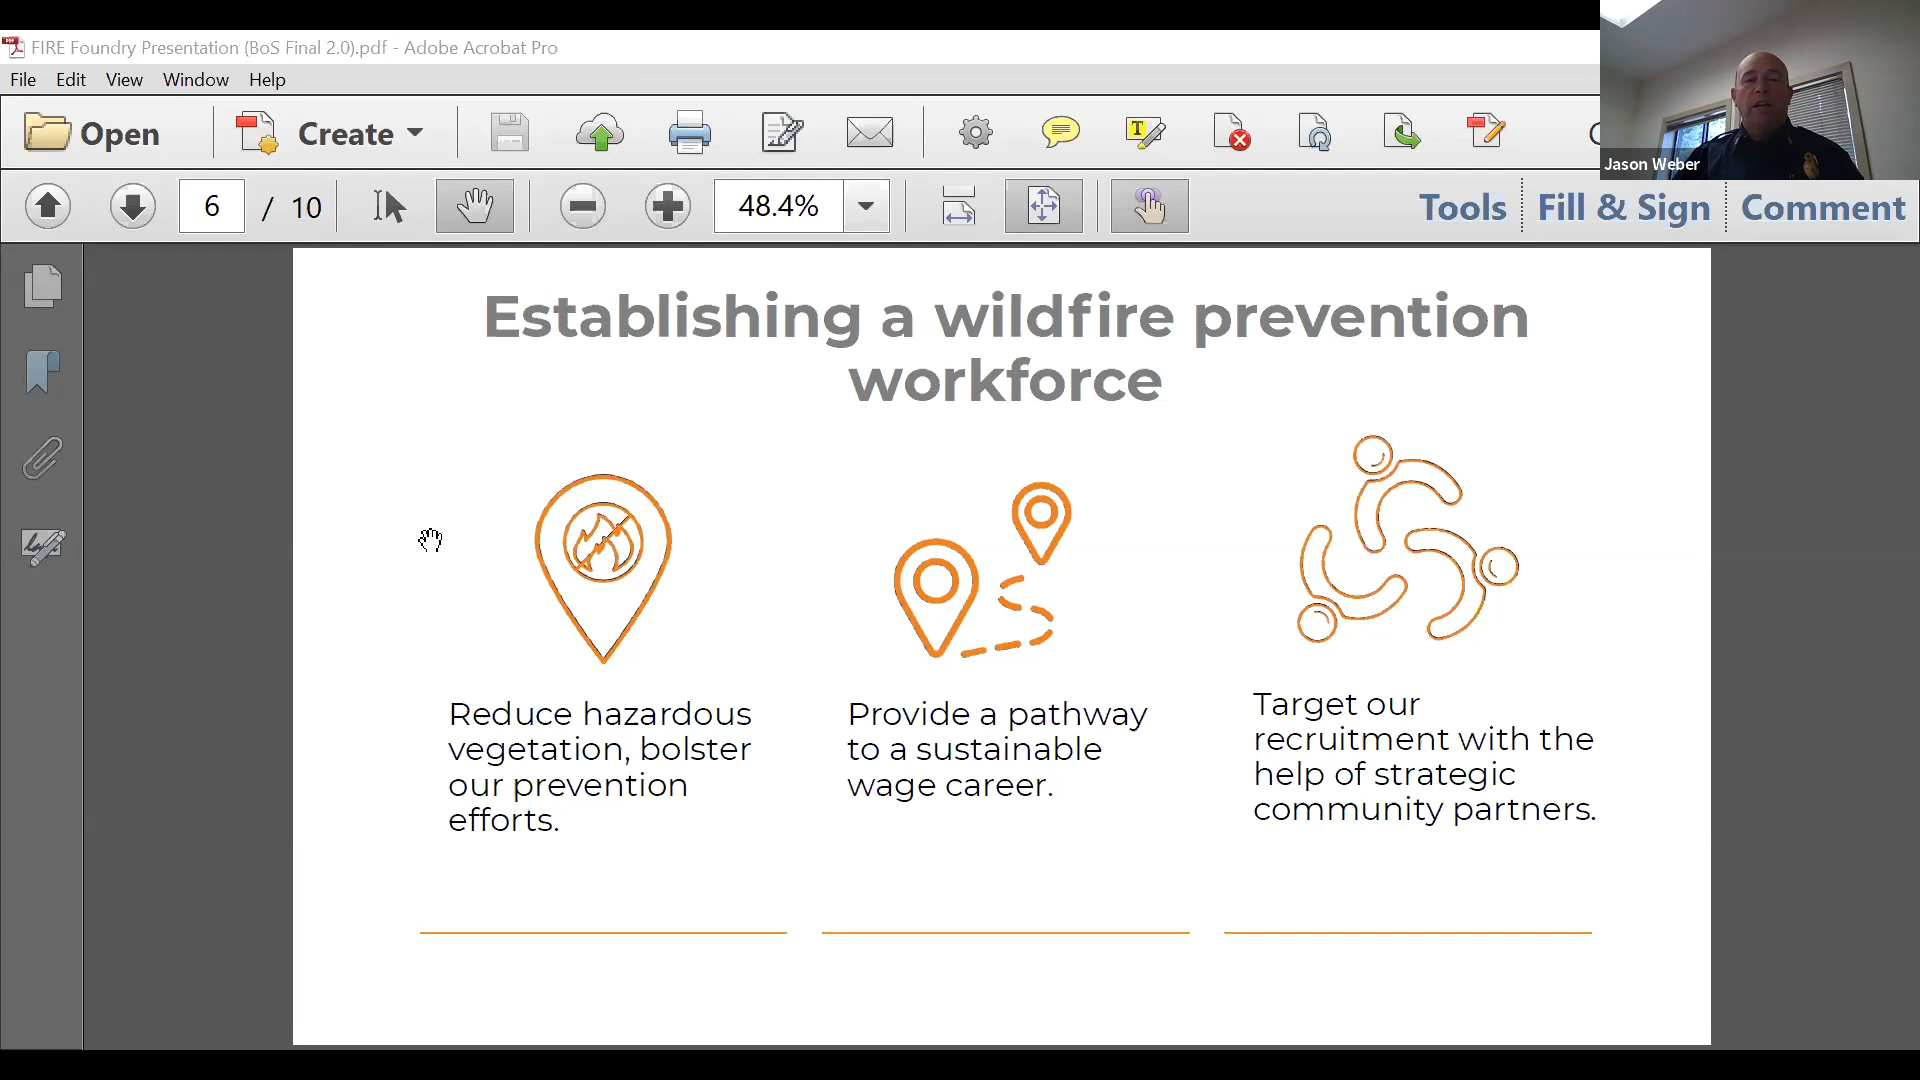 FIRE Foundry Presentation (BoS Final 2.0).pdf - Adobe Acrobat Pro
File Edit View Window Help
Open Create
Jason Weber
6 / 10 48.4% Tools Fill & Sign Comment
Establishing a wildfire prevention
workforce
Reduce hazardous
vegetation, bolster
our prevention
efforts.
Provide a pathway
to a sustainable
wage career.
Target our
recruitment with the
help of strategic
community partners.